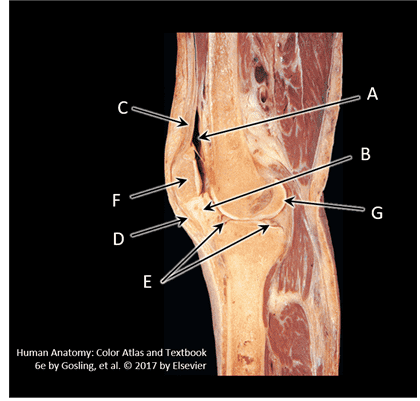 C
A
B
F
G
D
E
Human Anatomy: Color Atlas and Textbook
6e by Gosling, et al. © 2017 by Elsevier